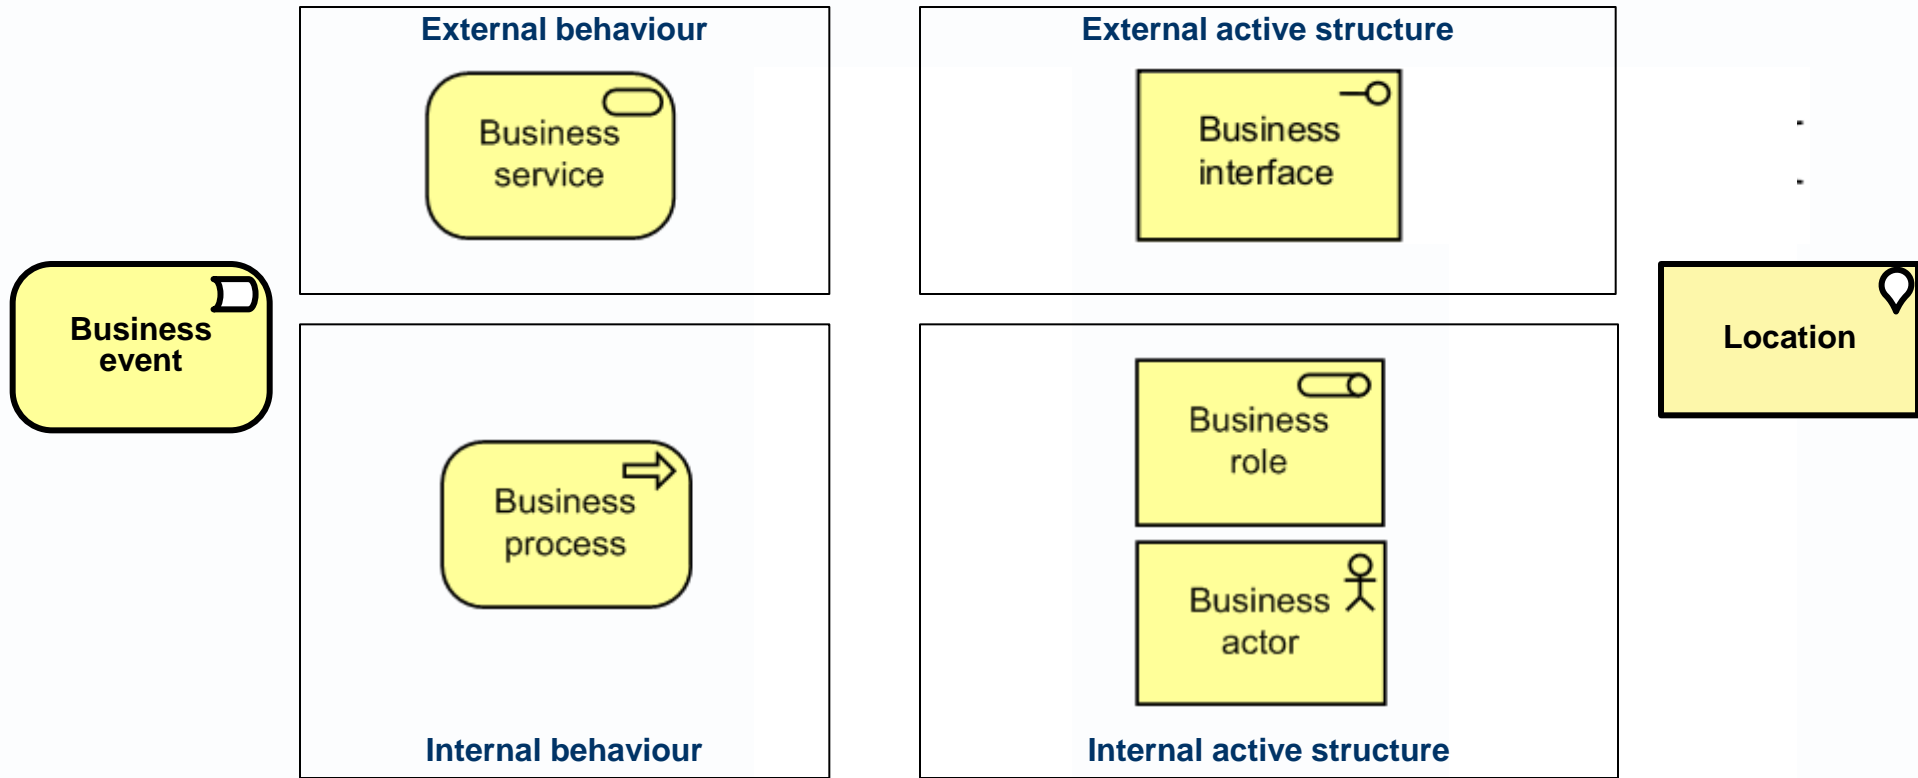 External behaviour
Business
service
External active structure
Business
interface
Business
event
Location
Business
process
Internal behaviour
Business
role
Business
actor
Internal active structure